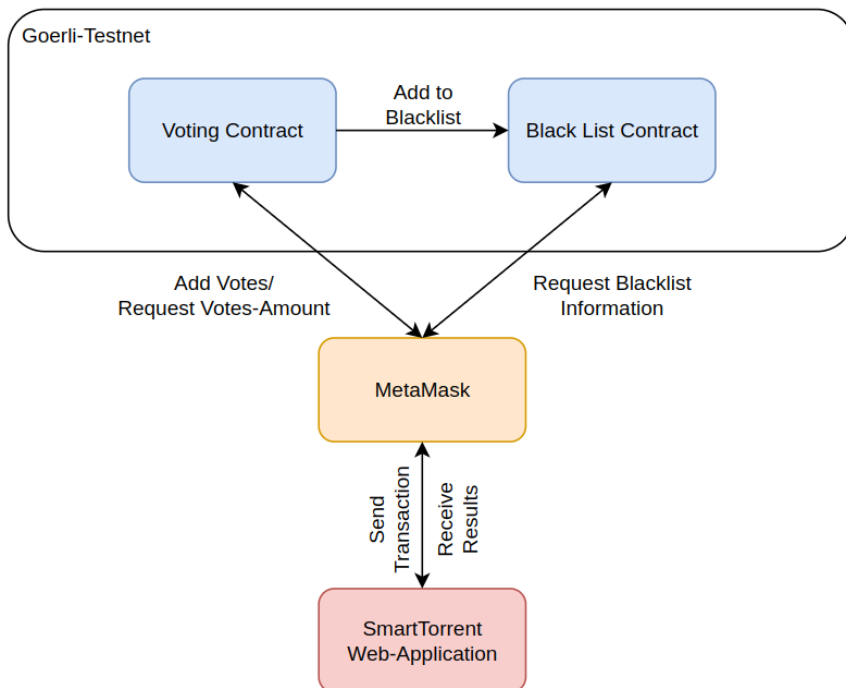 Goerli-Testnet
Voting Contract
Add to
Blacklist
Black List Contract
Add Votes/
Request Votes-Amount
Request Blacklist
Information
MetaMask
Send
Transaction
Receive
Results
SmartTorrent
Web-Application